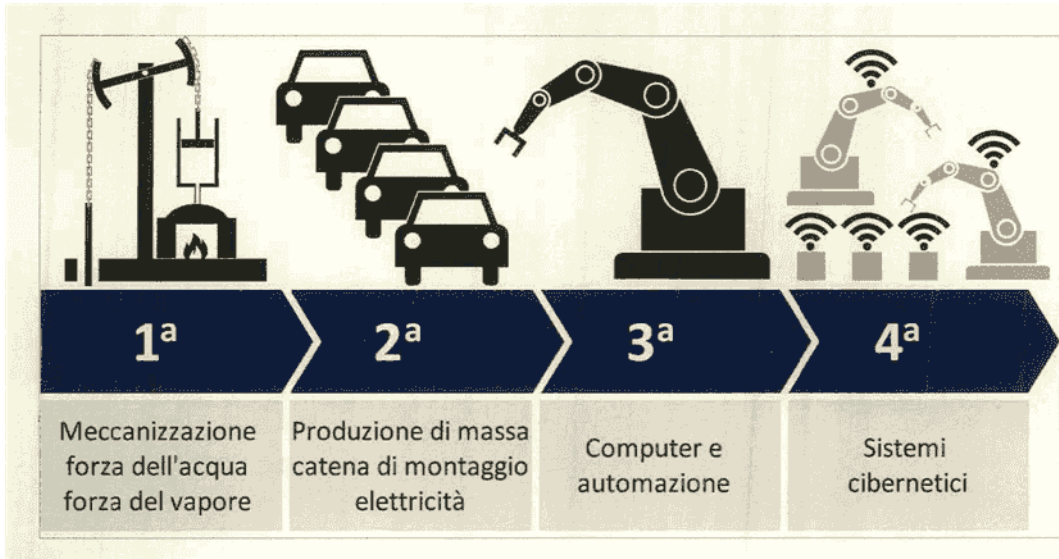 1ª
2ª
3ª
4ª
Meccanizzazione
forza dell'acqua
forza del vapore
Produzione di massa
catena di montaggio
elettricità
Computer e
automazione
Sistemi
cibernetici